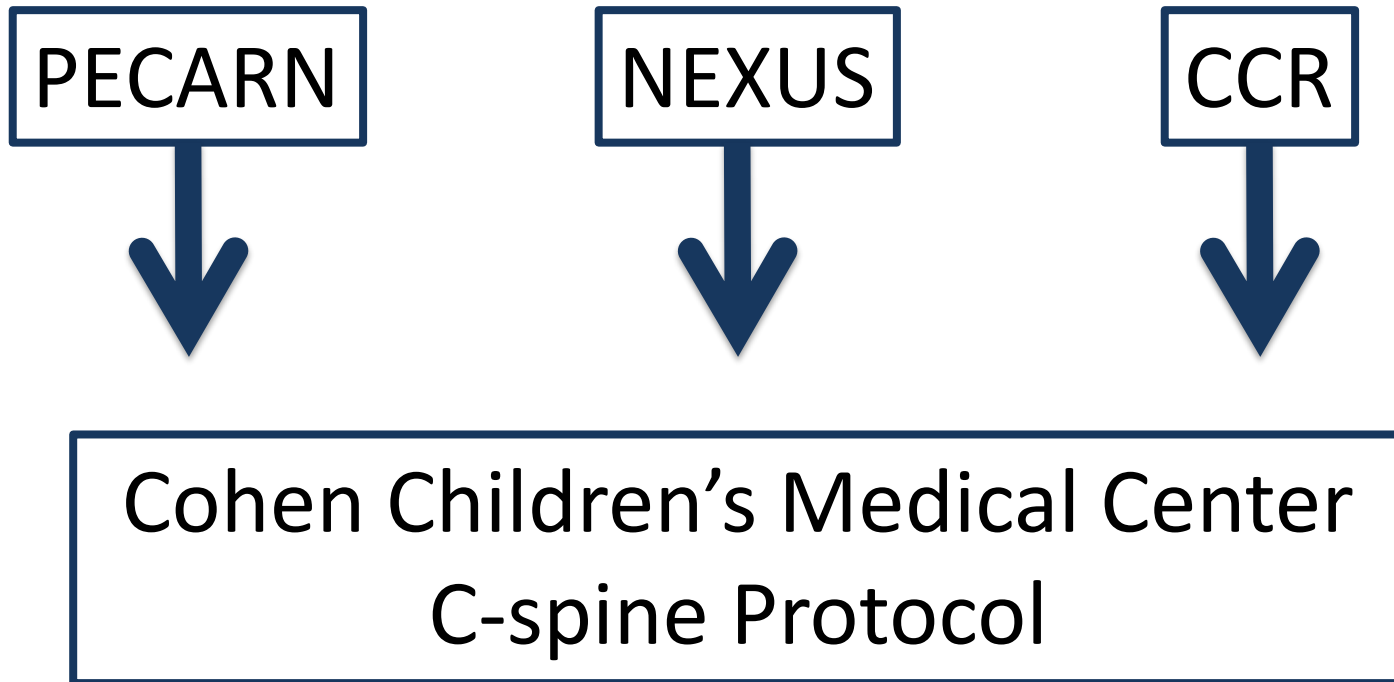 PECARN
NEXUS
CCR
Cohen Children’s Medical Center
C-spine Protocol